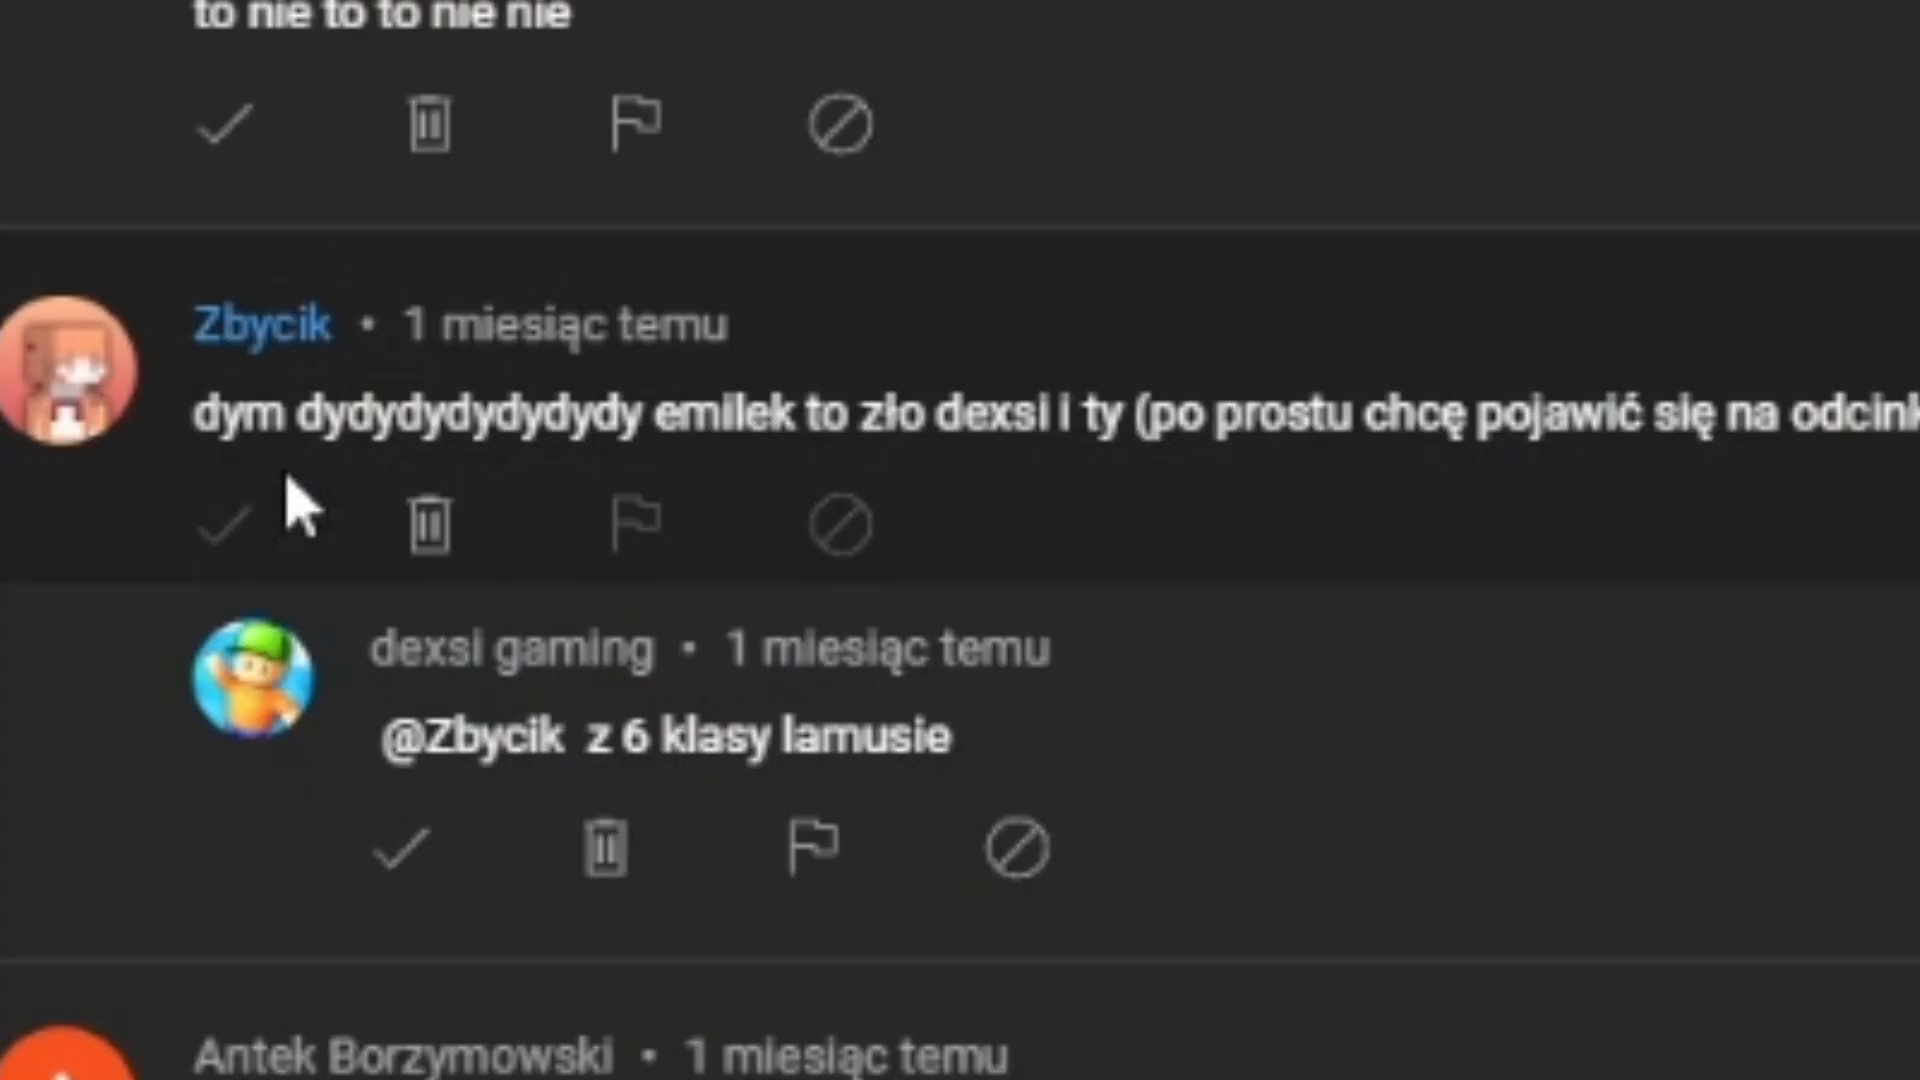 to nie to to nie nie
Zbycik • 1 miesiąc temu
dym dydydydydydydy emilek to zło dexsi i ty (po prostu chcę pojawić się na odcink
dexsi gaming • 1 miesiąc temu
@Zbycik z 6 klasy lamusie
Antek Borzymowski • 1 miesiąc temu